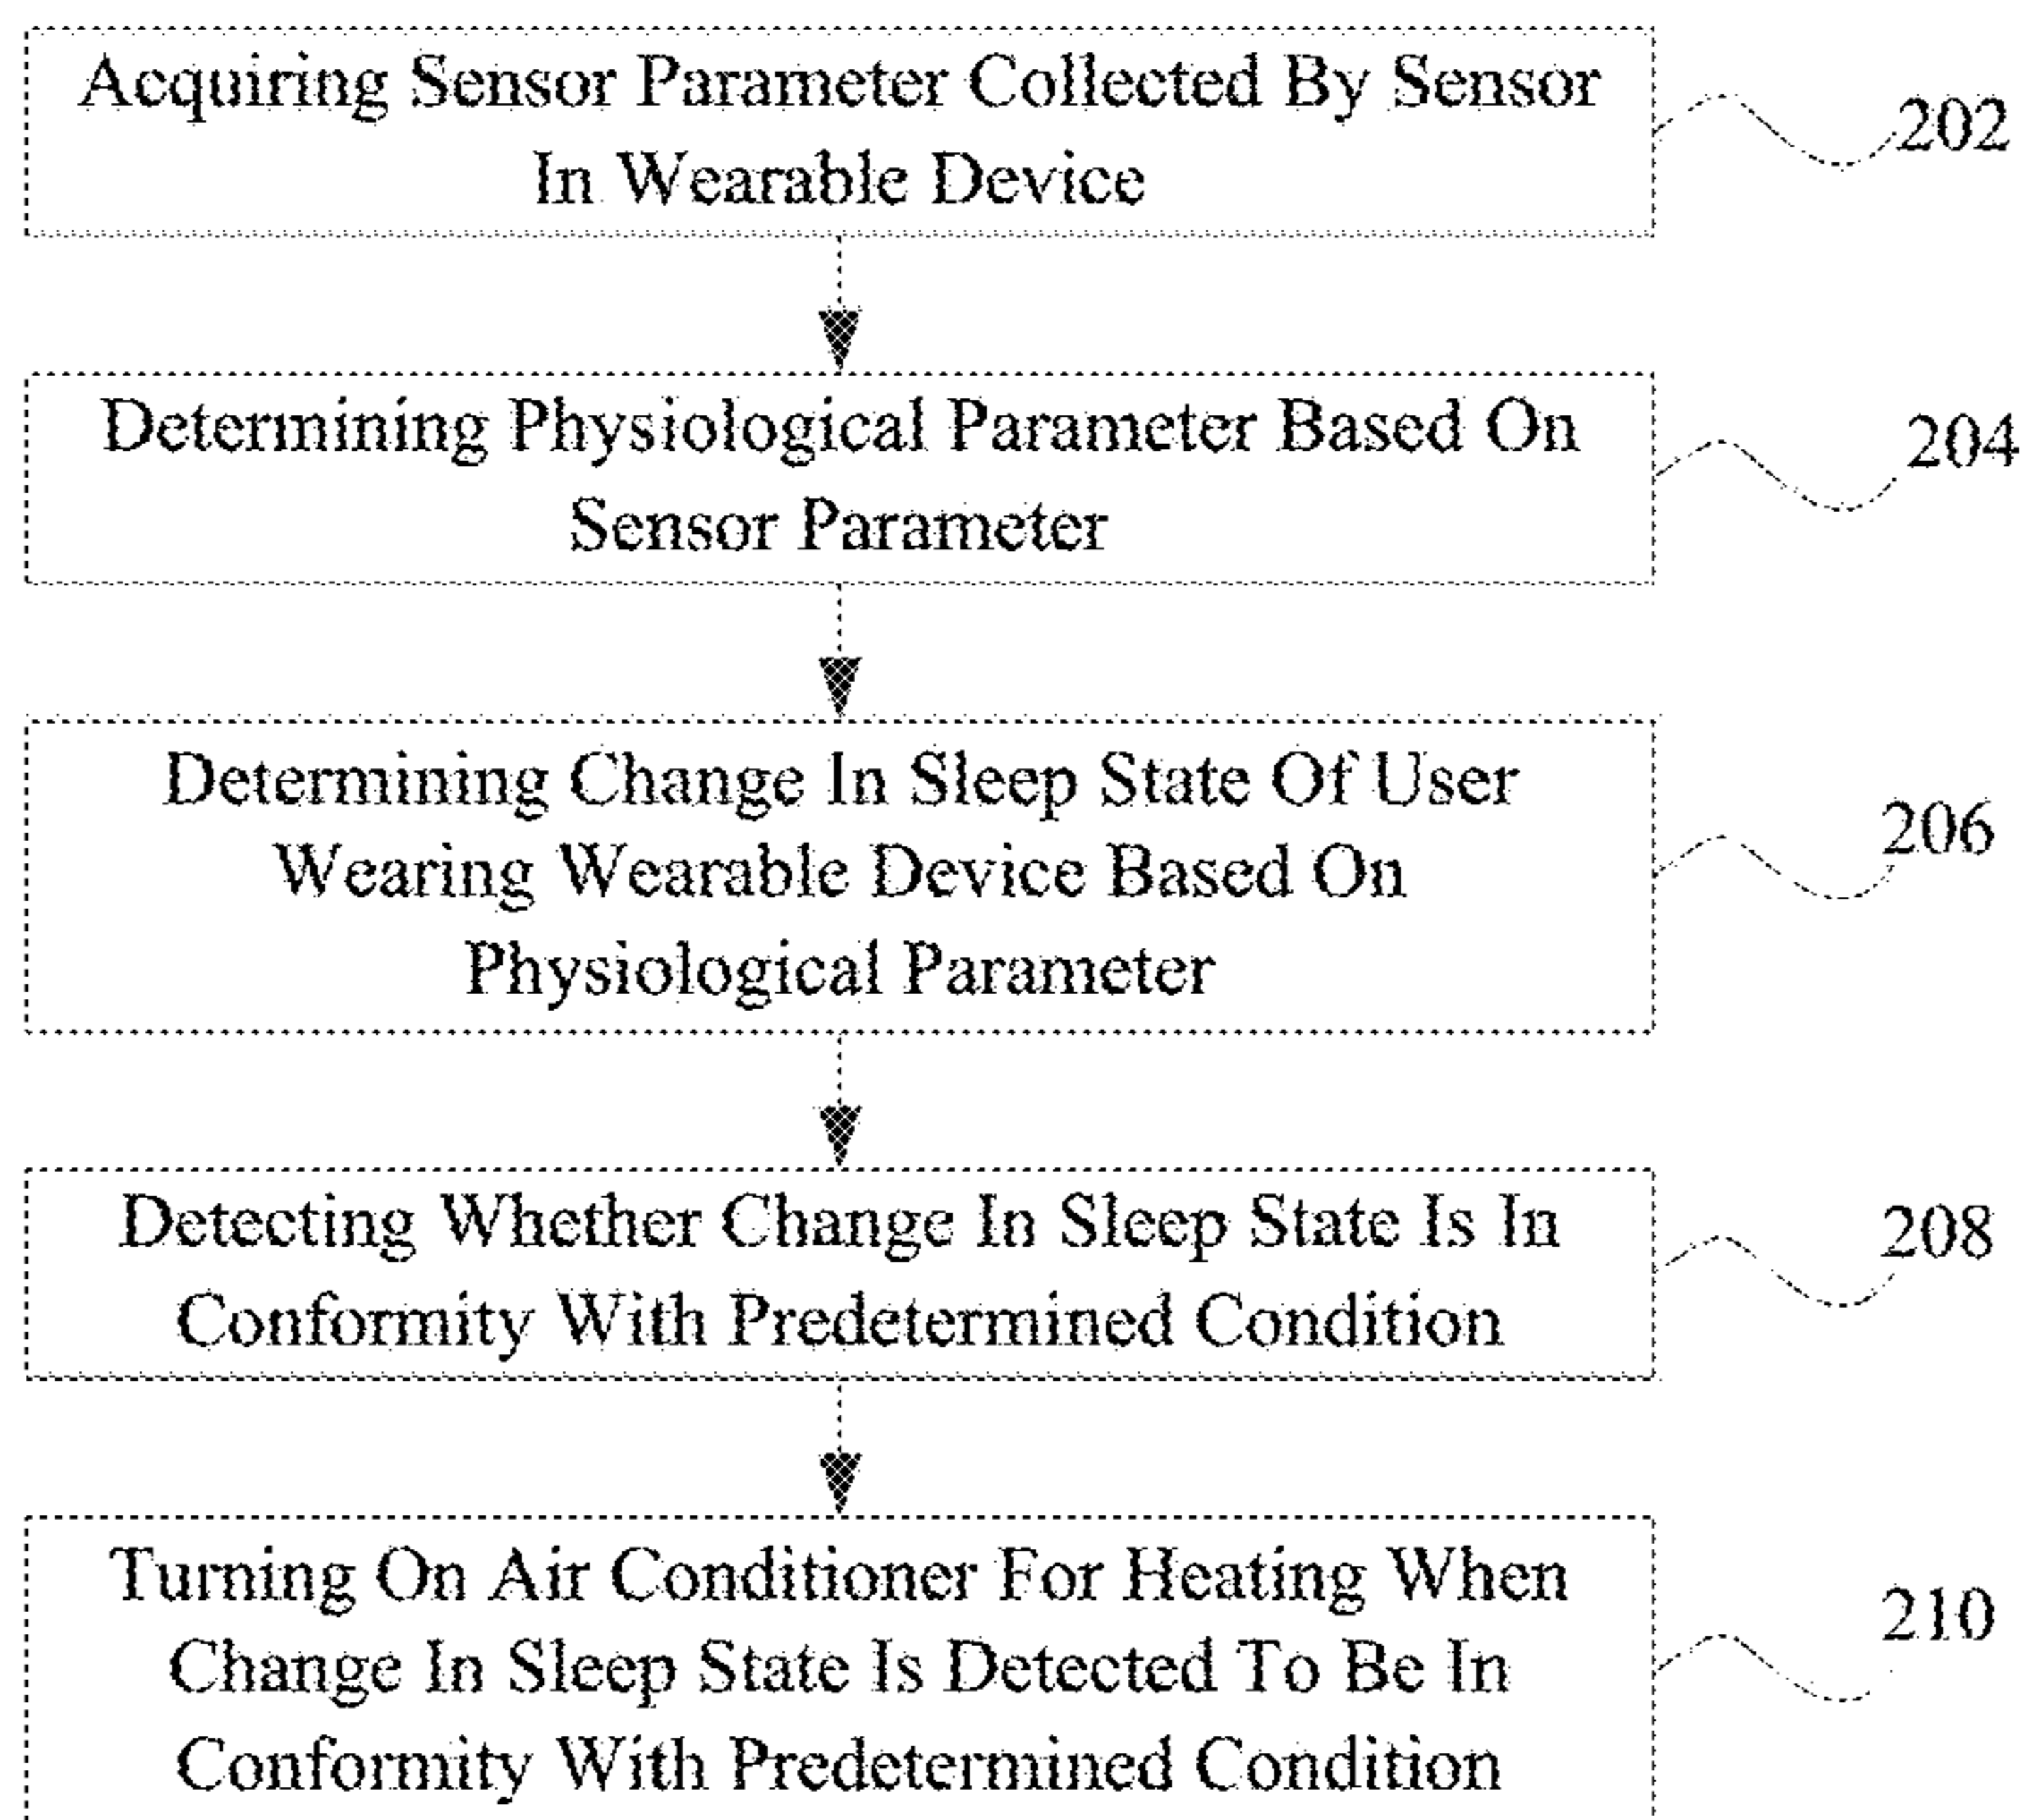 Acquiring Sensor Parameter Collected By Sensor
In Wearable Device
202
Determining Physiological Parameter Based On
Sensor Parameter
204
Determining Change In Sleep State Of User
Wearing Wearable Device Based On
Physiological Parameter
206
Detecting Whether Change In Sleep State Is In
Conformity With Predetermined Condition
208
Turning On Air Conditioner For Heating When
Change In Sleep State Is Detected To Be In
Conformity With Predetermined Condition
210